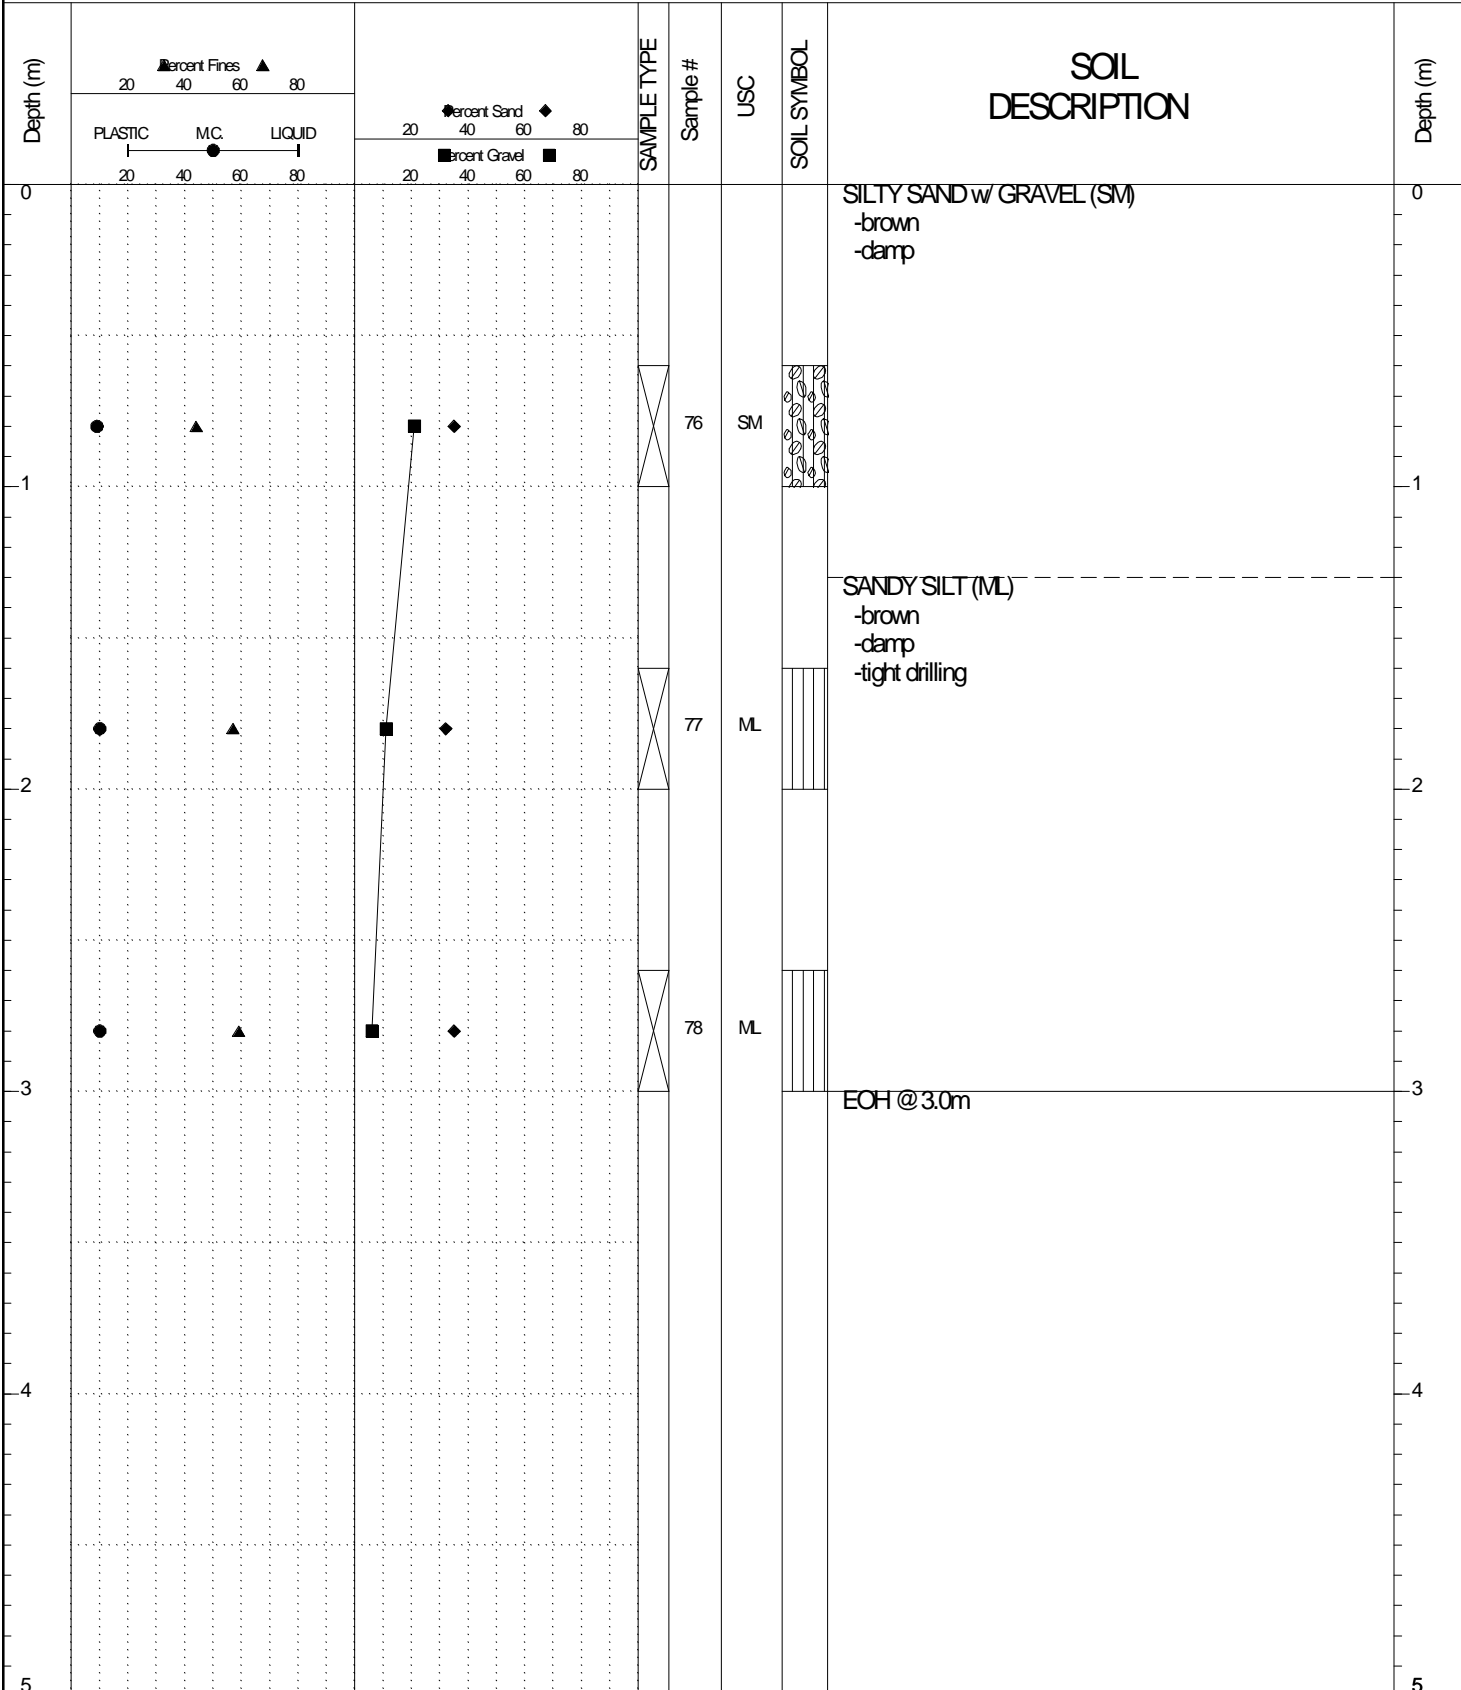 Depth (m)
Percent Fines
20 40 60 80
PLASTIC M.C. LIQUID
20 40 60 80
Percent Sand
20 40 60 80
Percent Gravel
20 40 60 80
SAMPLE TYPE
Sample #
USC
SOIL SYMBOL
SOIL
DESCRIPTION
Depth (m)
0 SILTY SAND w/ GRAVEL (SM) 0
-brown
-damp
76 SM
1 1
SANDY SILT (ML)
-brown
-damp
-tight drilling
77 ML
2 2
78 ML
3 3
EOH @ 3.0m
4 4
5 5